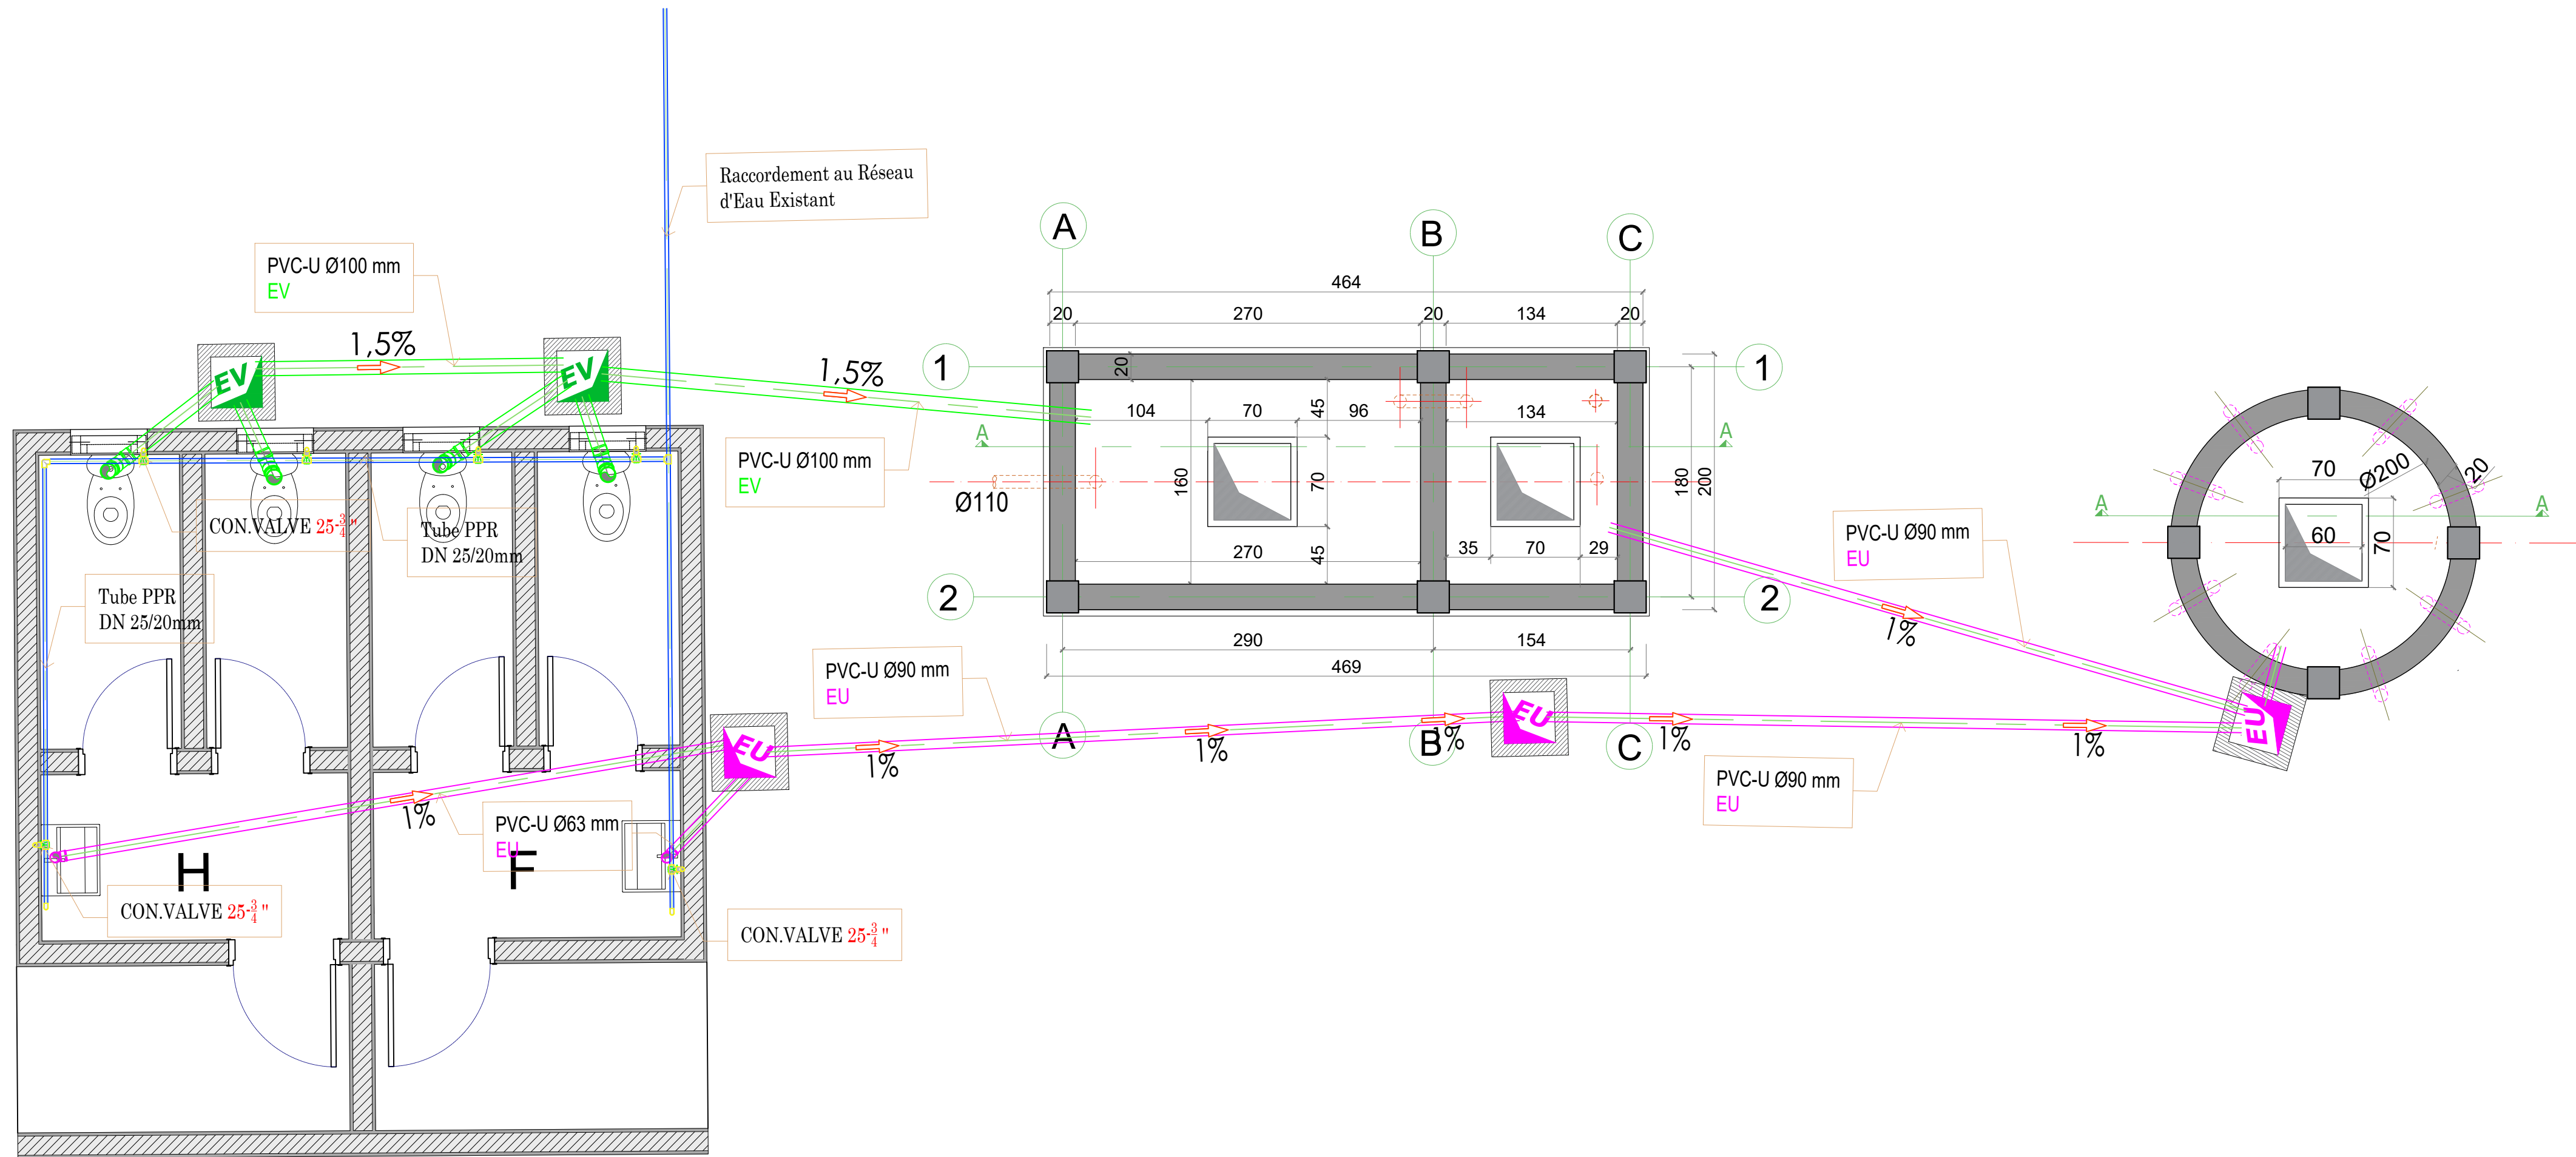 Raccordement au Réseau
d'Eau Existant
PVC-U Ø100 mm
EV
1,5%
EV
EV
1,5%
PVC-U Ø100 mm
EV
CON.VALVE 25-3/4"
Tube PPR
DN 25/20mm
Tube PPR
DN 25/20mm
A
B
C
464
20
270
20
134
20
1
1
20
104
70
45
96
134
A
A
160
70
180
200
Ø110
270
45
35
70
29
2
2
290
154
469
A
B
C
70
Ø200
20
A
A
60
70
PVC-U Ø90 mm
EU
1%
PVC-U Ø90 mm
EU
EU
1%
1%
1%
EU
1%
1%
EU
PVC-U Ø90 mm
EU
1%
PVC-U Ø63 mm
EU
H
F
CON.VALVE 25-3/4"
CON.VALVE 25-3/4"